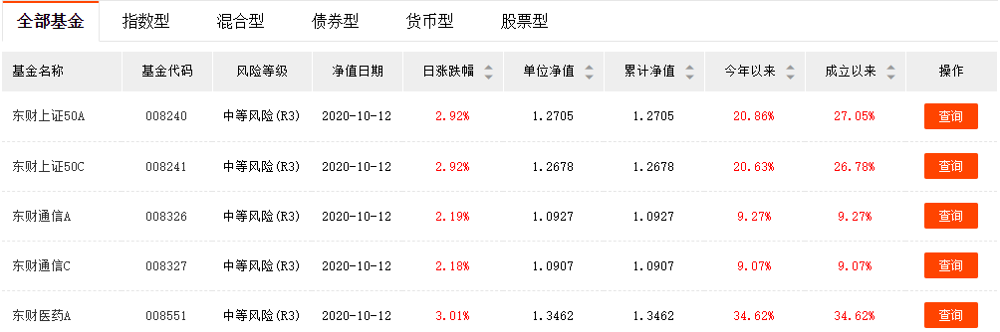 全部基金 指数型 混合型 债券型 货币型 股票型
基金名称 基金代码 风险等级 净值日期 日涨跌幅 单位净值 累计净值 今年以来 成立以来 操作
东财上证50A 008240 中等风险(R3) 2020-10-12 2.92% 1.2705 1.2705 20.86% 27.05% 查询
东财上证50C 008241 中等风险(R3) 2020-10-12 2.92% 1.2678 1.2678 20.63% 26.78% 查询
东财通信A 008326 中等风险(R3) 2020-10-12 2.19% 1.0927 1.0927 9.27% 9.27% 查询
东财通信C 008327 中等风险(R3) 2020-10-12 2.18% 1.0907 1.0907 9.07% 9.07% 查询
东财医药A 008551 中等风险(R3) 2020-10-12 3.01% 1.3462 1.3462 34.62% 34.62% 查询